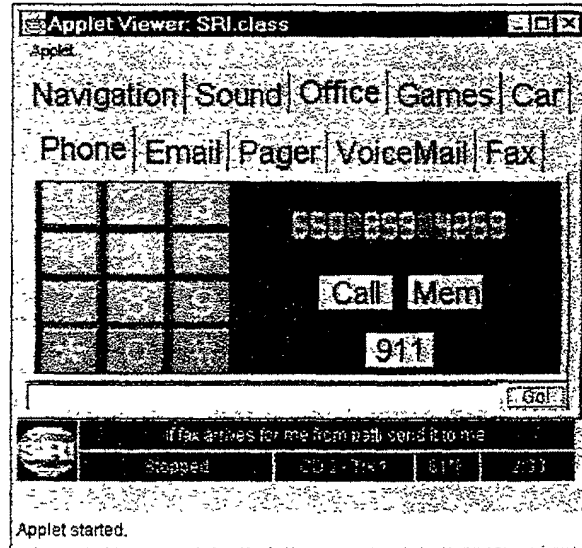 Applet Viewer: SRI.class
Applet
Navigation Sound Office Games Car
Phone Email Pager VoiceMail Fax
Call Mem
911
Go!
if fax arrives for me from patti send it to me
Stopped
Applet started.